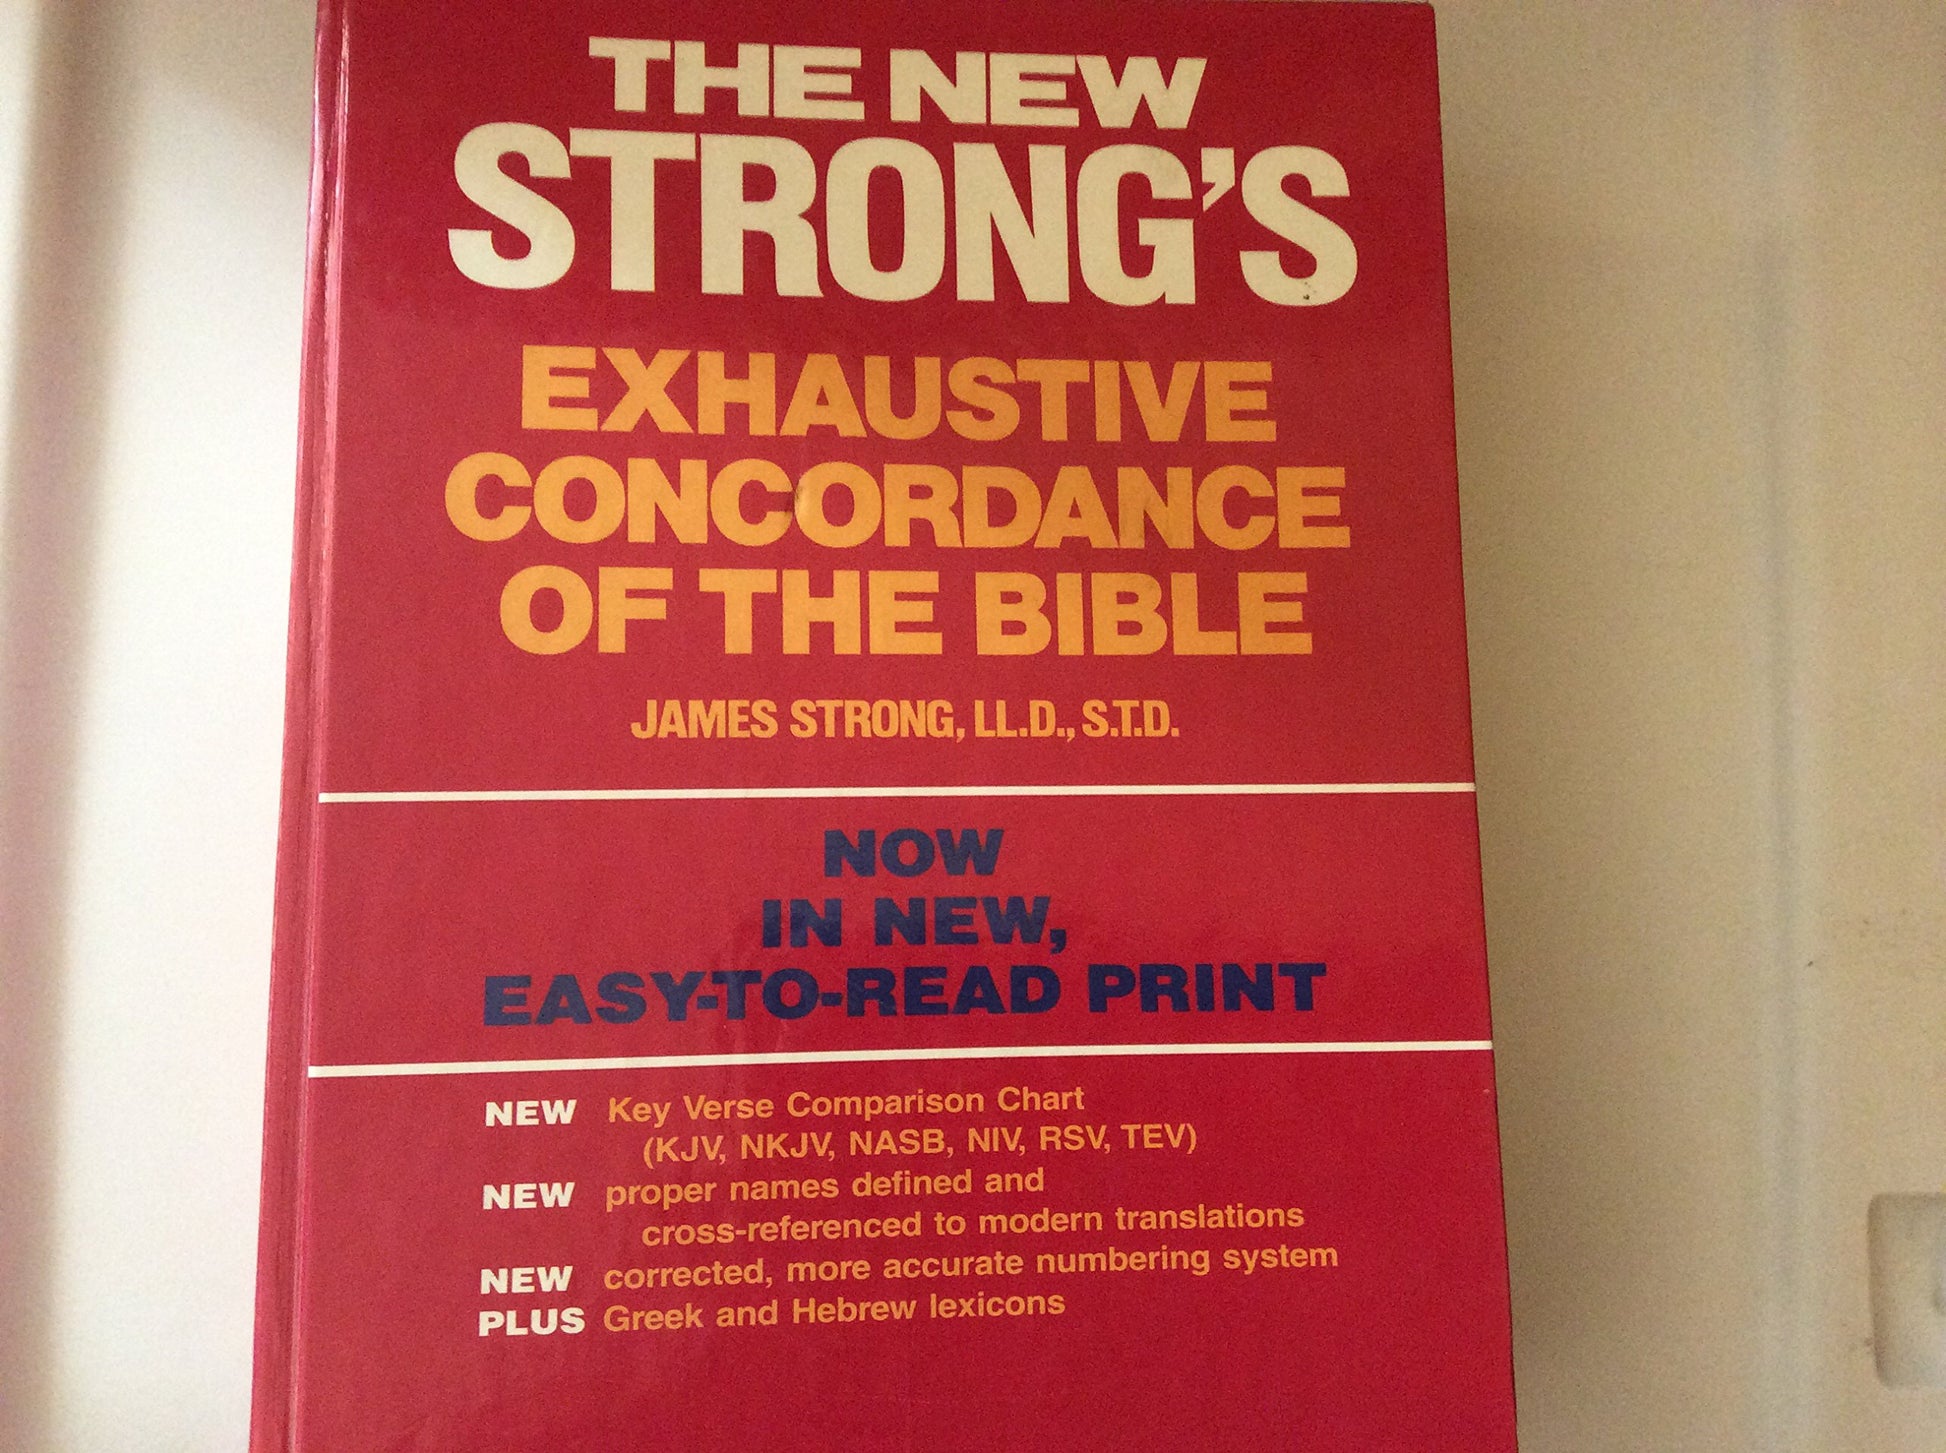 THE NEW
STRONG'S
EXHAUSTIVE
CONCORDANCE
OF THE BIBLE
JAMES STRONG, LL.D., S.T.D.
NOW
IN NEW,
EASY-TO-READ PRINT
NEW Key Verse Comparison Chart
(KJV, NKJV, NASB, NIV, RSV, TEV)
NEW proper names defined and
cross-referenced to modern translations
NEW corrected, more accurate numbering system
PLUS Greek and Hebrew lexicons